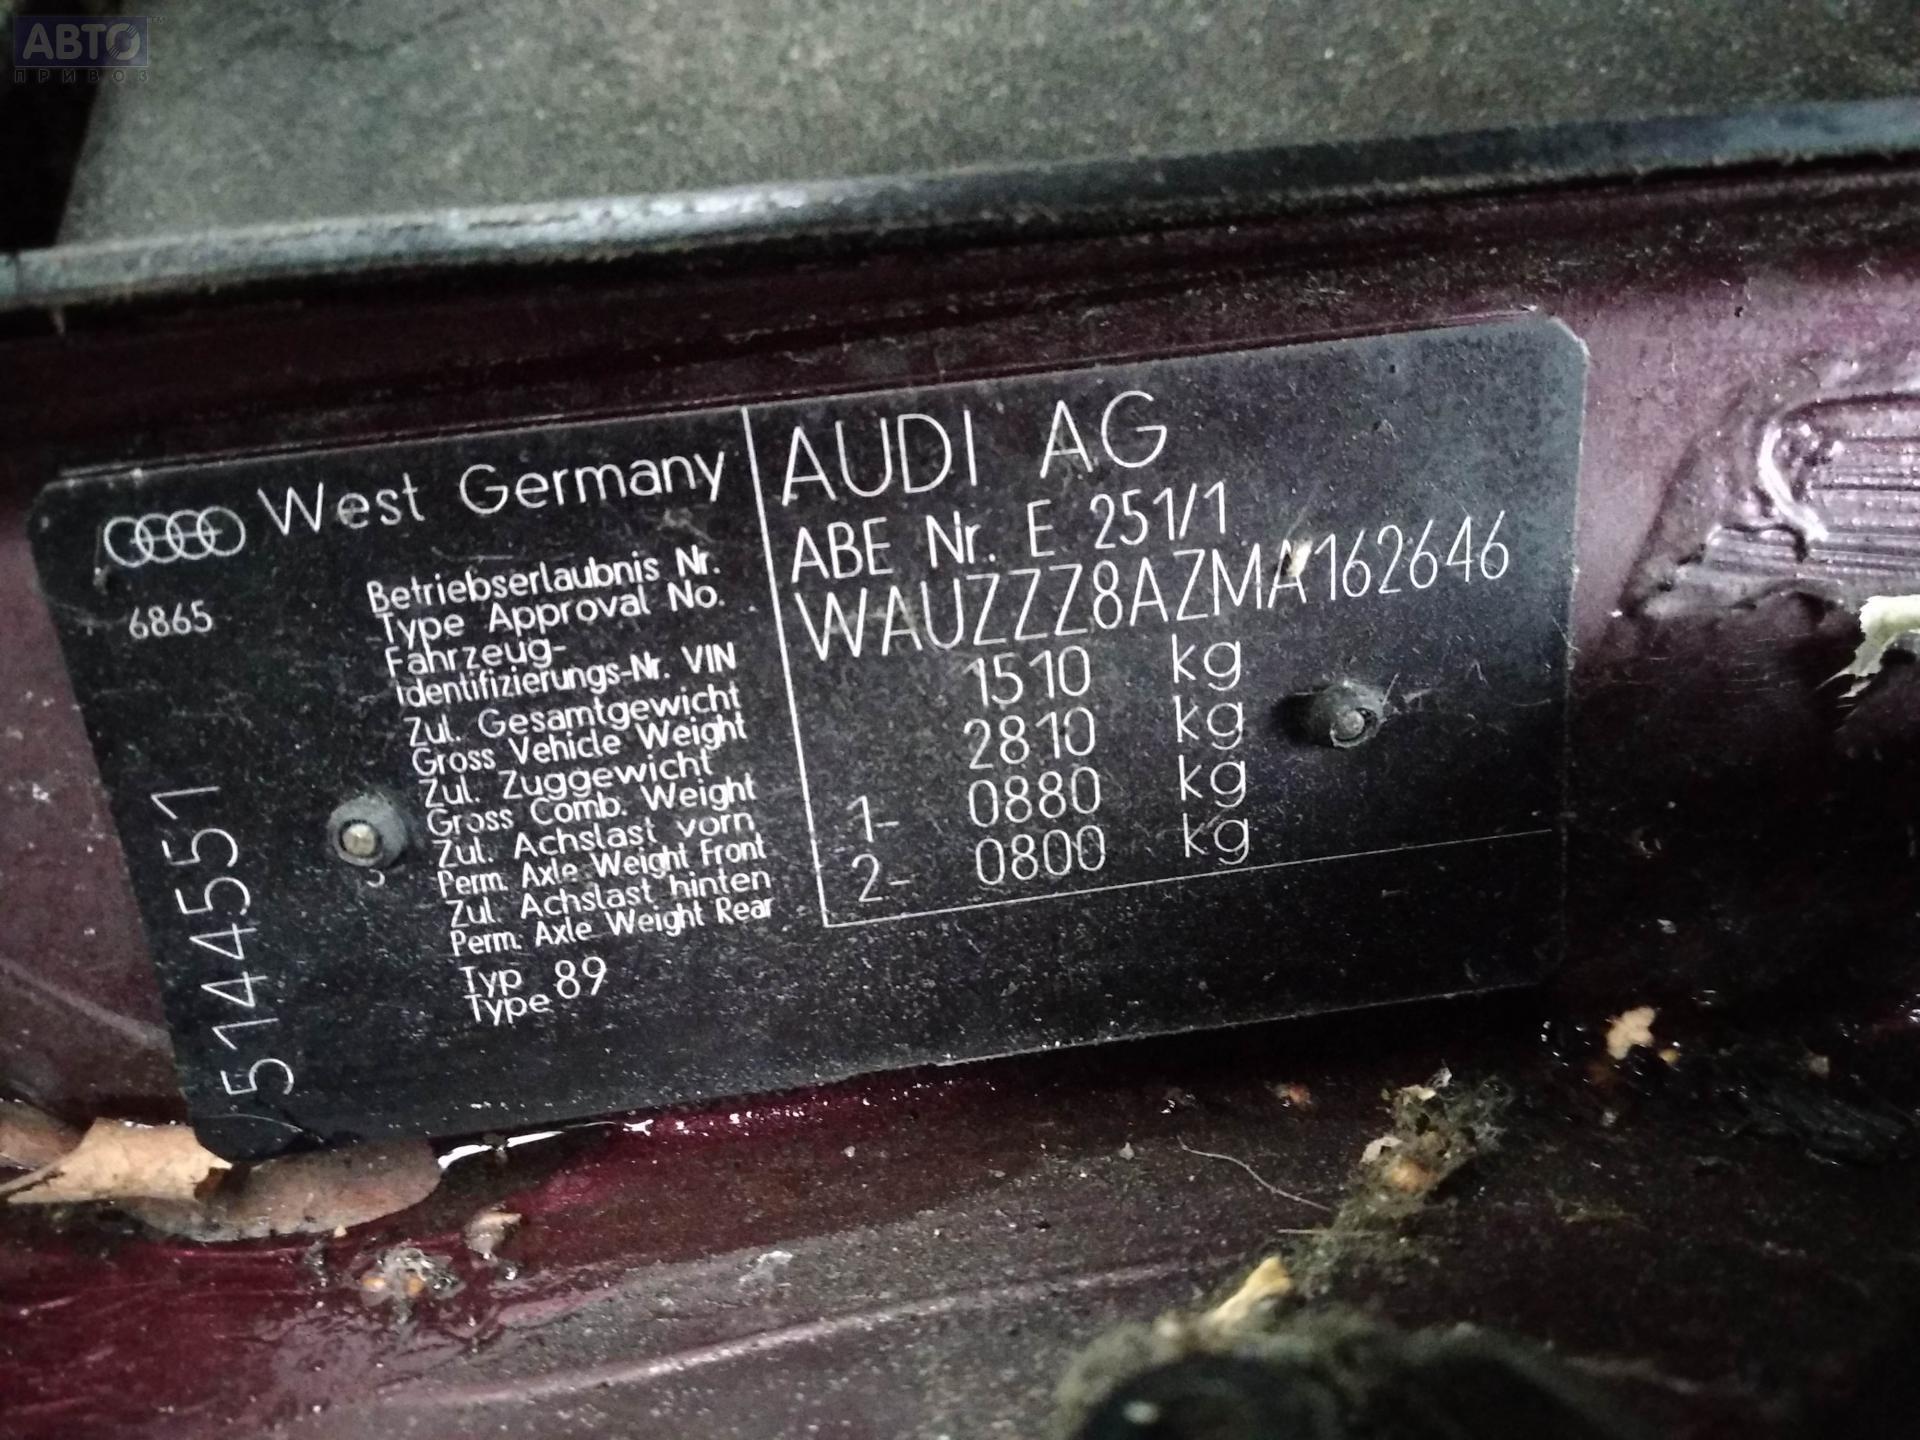 АВТО
ПРИВОЗ
West Germany
AUDI AG
6865
Betriebserlaubnis Nr.
Type Approval No.
ABE Nr. E 251/1
Fahrzeug-
Identifizierungs-Nr. VIN
WAUZZZ8AZMA162646
Zul. Gesamtgewicht
Gross Vehicle Weight
1510 kg
Zul. Zuggewicht
Gross Comb. Weight
2810 kg
Zul. Achslast vorn
Perm. Axle Weight Front
1- 0880 kg
Zul. Achslast hinten
Perm. Axle Weight Rear
2- 0800 kg
Typ
Type 89
5144551